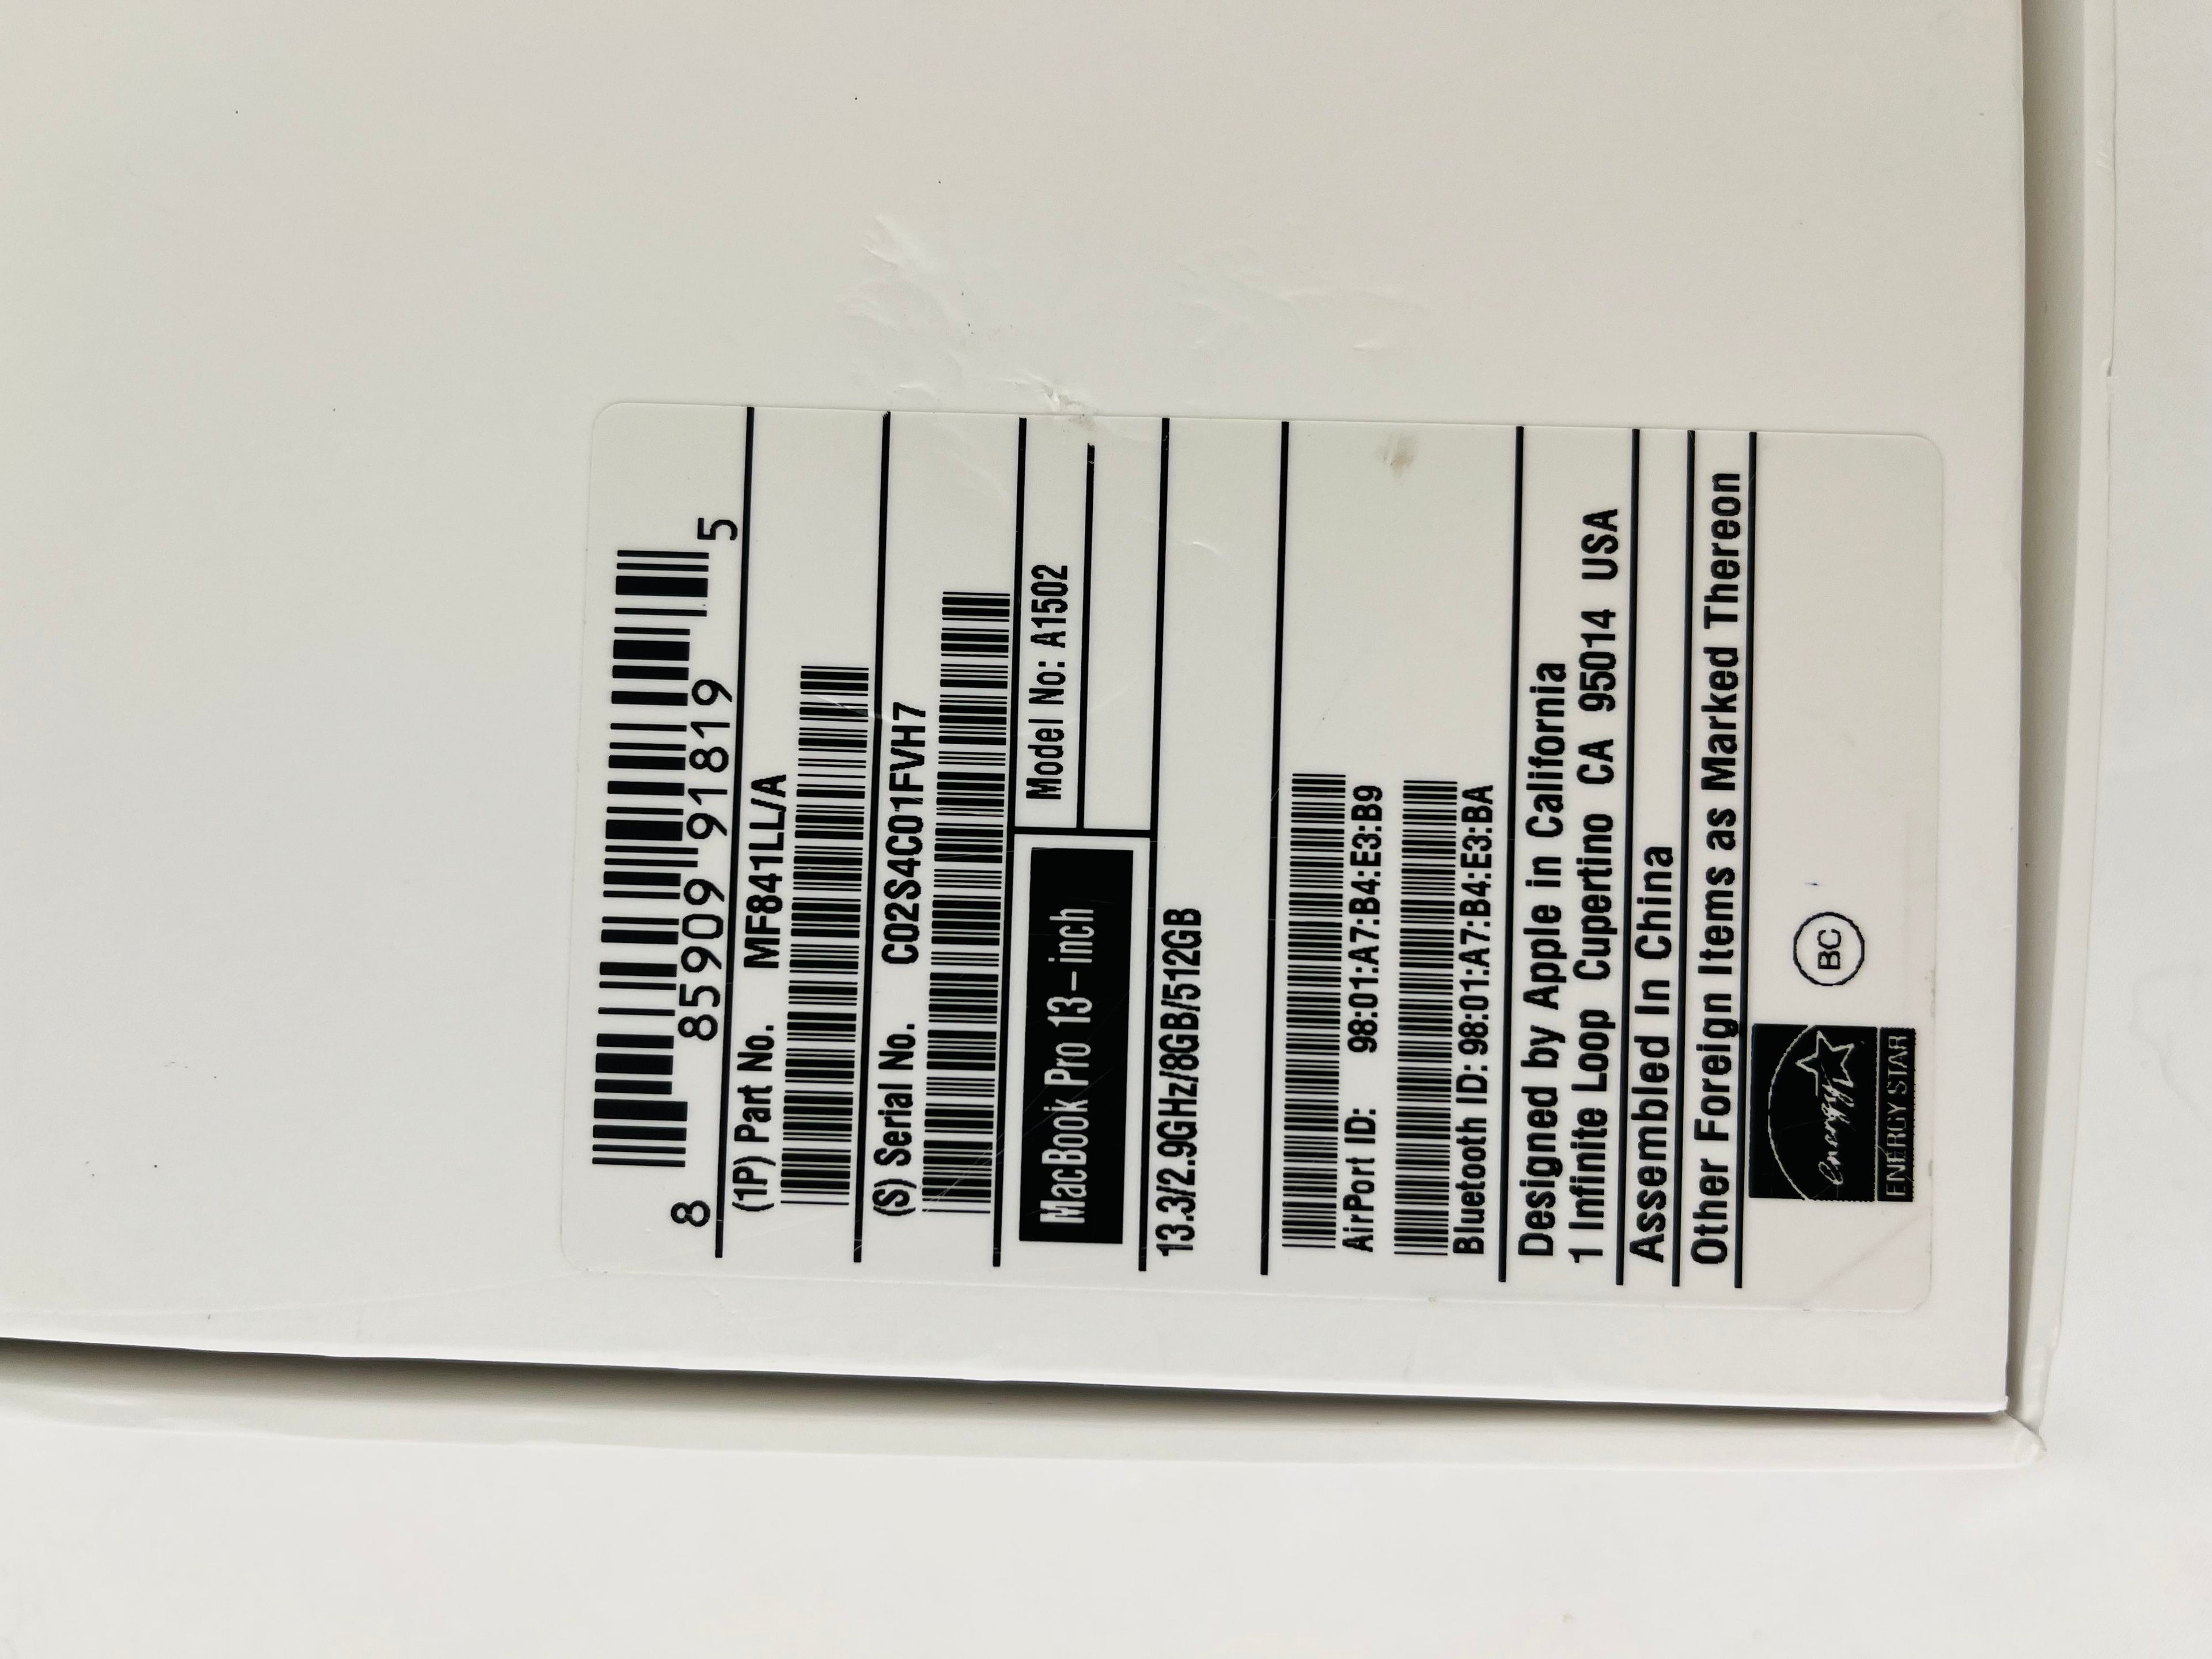 8 85909 91819 5
(1P) Part No. MF841LL/A
(S) Serial No. C02S4C01FVH7
MacBook Pro 13-inch
Model No: A1502
13.3/2.9GHz/8GB/512GB
AirPort ID: 98:01:A7:B4:E3:B9
Bluetooth ID: 98:01:A7:B4:E3:BA
Designed by Apple in California
1 Infinite Loop Cupertino CA 95014 USA
Assembled In China
Other Foreign Items as Marked Thereon
energy
ENERGY STAR
BC